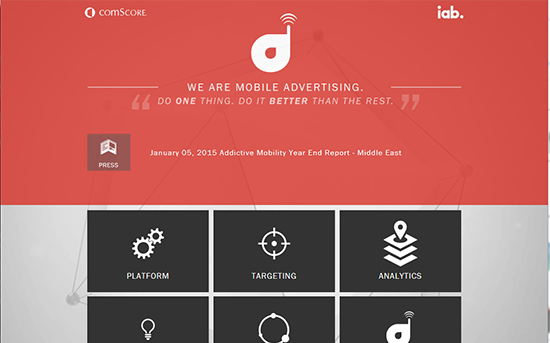 comScore.
iab.
WE ARE MOBILE ADVERTISING.
“ DO ONE THING. DO IT BETTER THAN THE REST. ”
PRESS
January 05, 2015 Addictive Mobility Year End Report - Middle East
PLATFORM
TARGETING
ANALYTICS